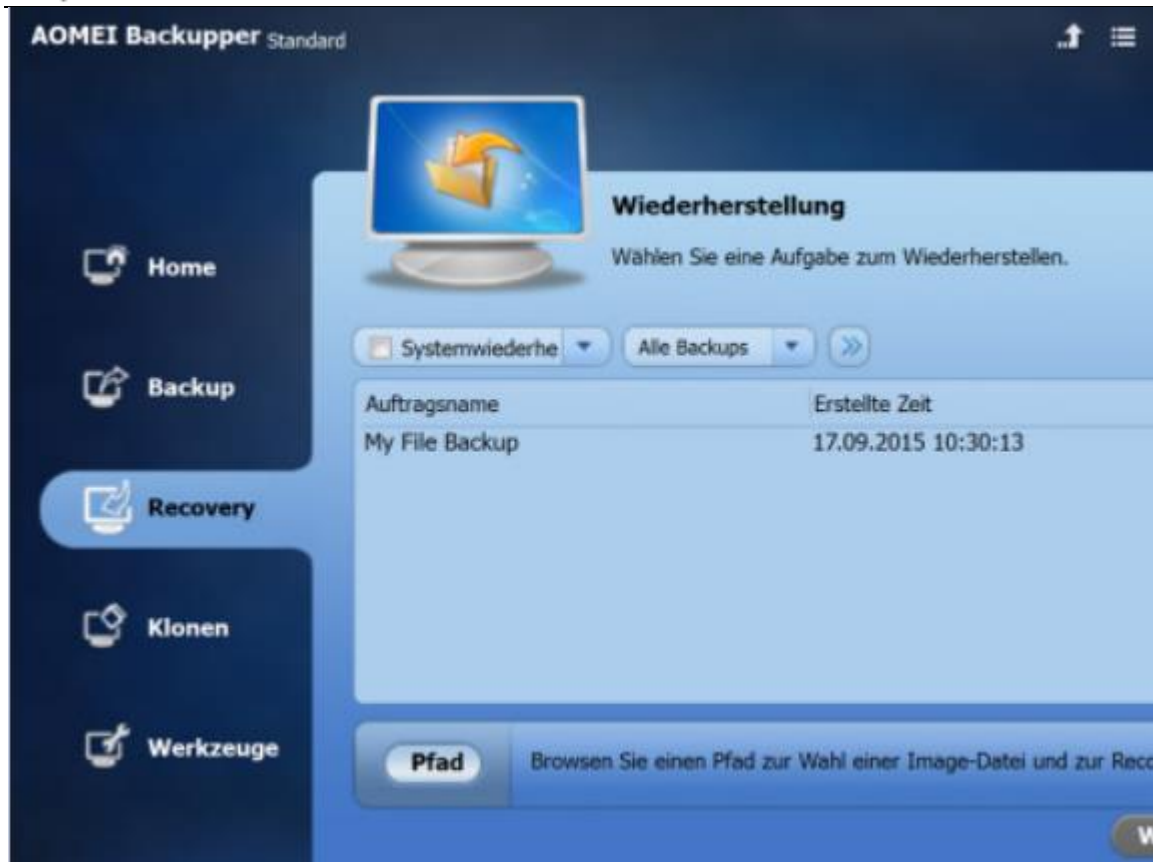 AOMEI Backupper Standard
Wiederherstellung
Wählen Sie eine Aufgabe zum Wiederherstellen.
Home
Systemwiederhe
Alle Backups
Backup
Auftragsname
Erstellte Zeit
My File Backup
17.09.2015 10:30:13
Recovery
Klonen
Werkzeuge
Pfad
Browsen Sie einen Pfad zur Wahl einer Image-Datei und zur Reco
W